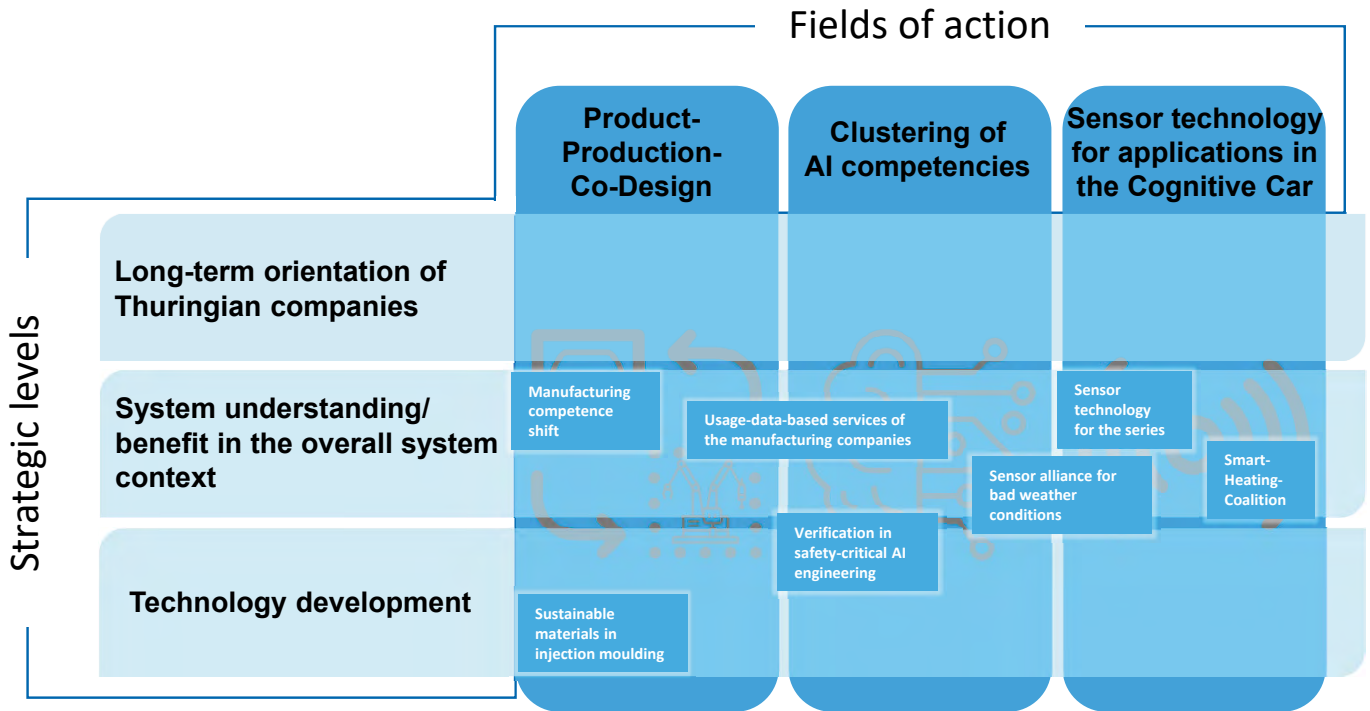 Fields of action
Product-
Production-
Co-Design
Clustering of
AI competencies
Sensor technology
for applications in
the Cognitive Car
Strategic levels
Long-term orientation of
Thuringian companies
System understanding/
benefit in the overall system
context
Manufacturing
competence
shift
Usage-data-based services of
the manufacturing companies
Sensor
technology
for the series
Sensor alliance for
bad weather
conditions
Smart-
Heating-
Coalition
Verification in
safety-critical AI
engineering
Technology development
Sustainable
materials in
injection moulding